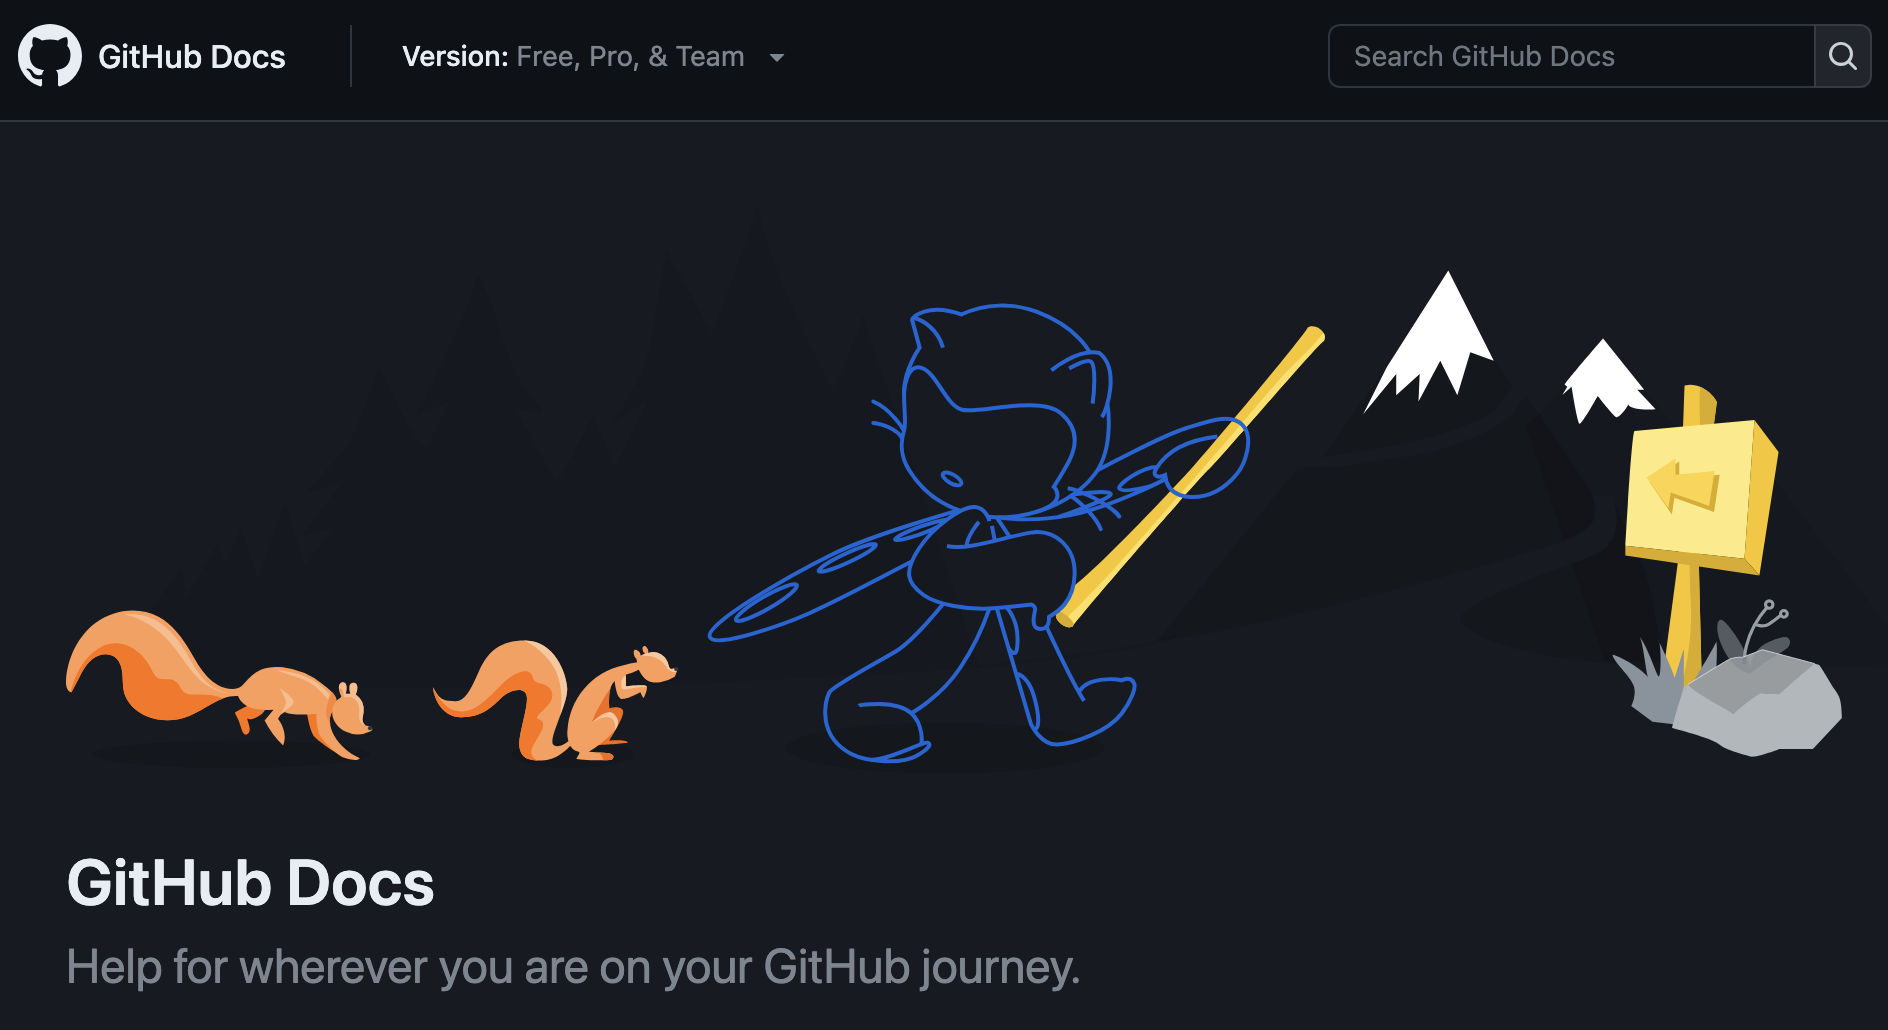 GitHub Docs
Version: Free, Pro, & Team
Search GitHub Docs
GitHub Docs
Help for wherever you are on your GitHub journey.